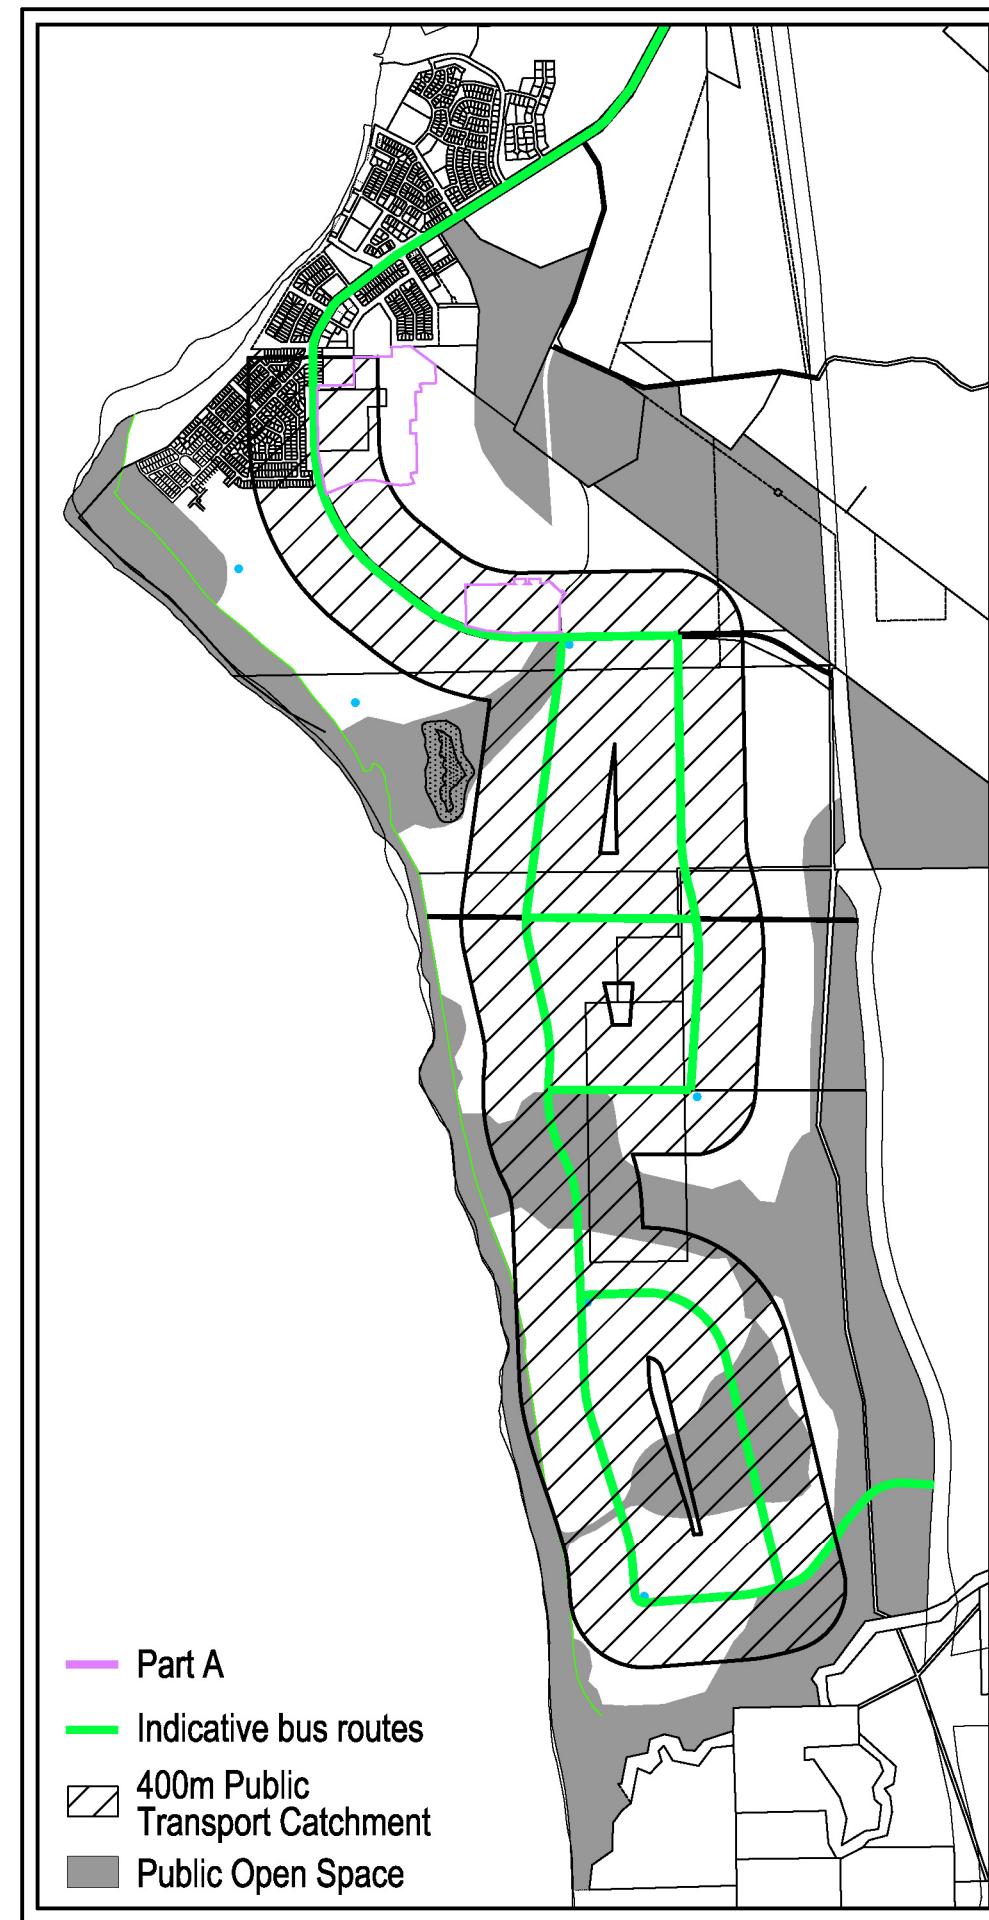 Part A
Indicative bus routes
400m Public
Transport Catchment
Public Open Space